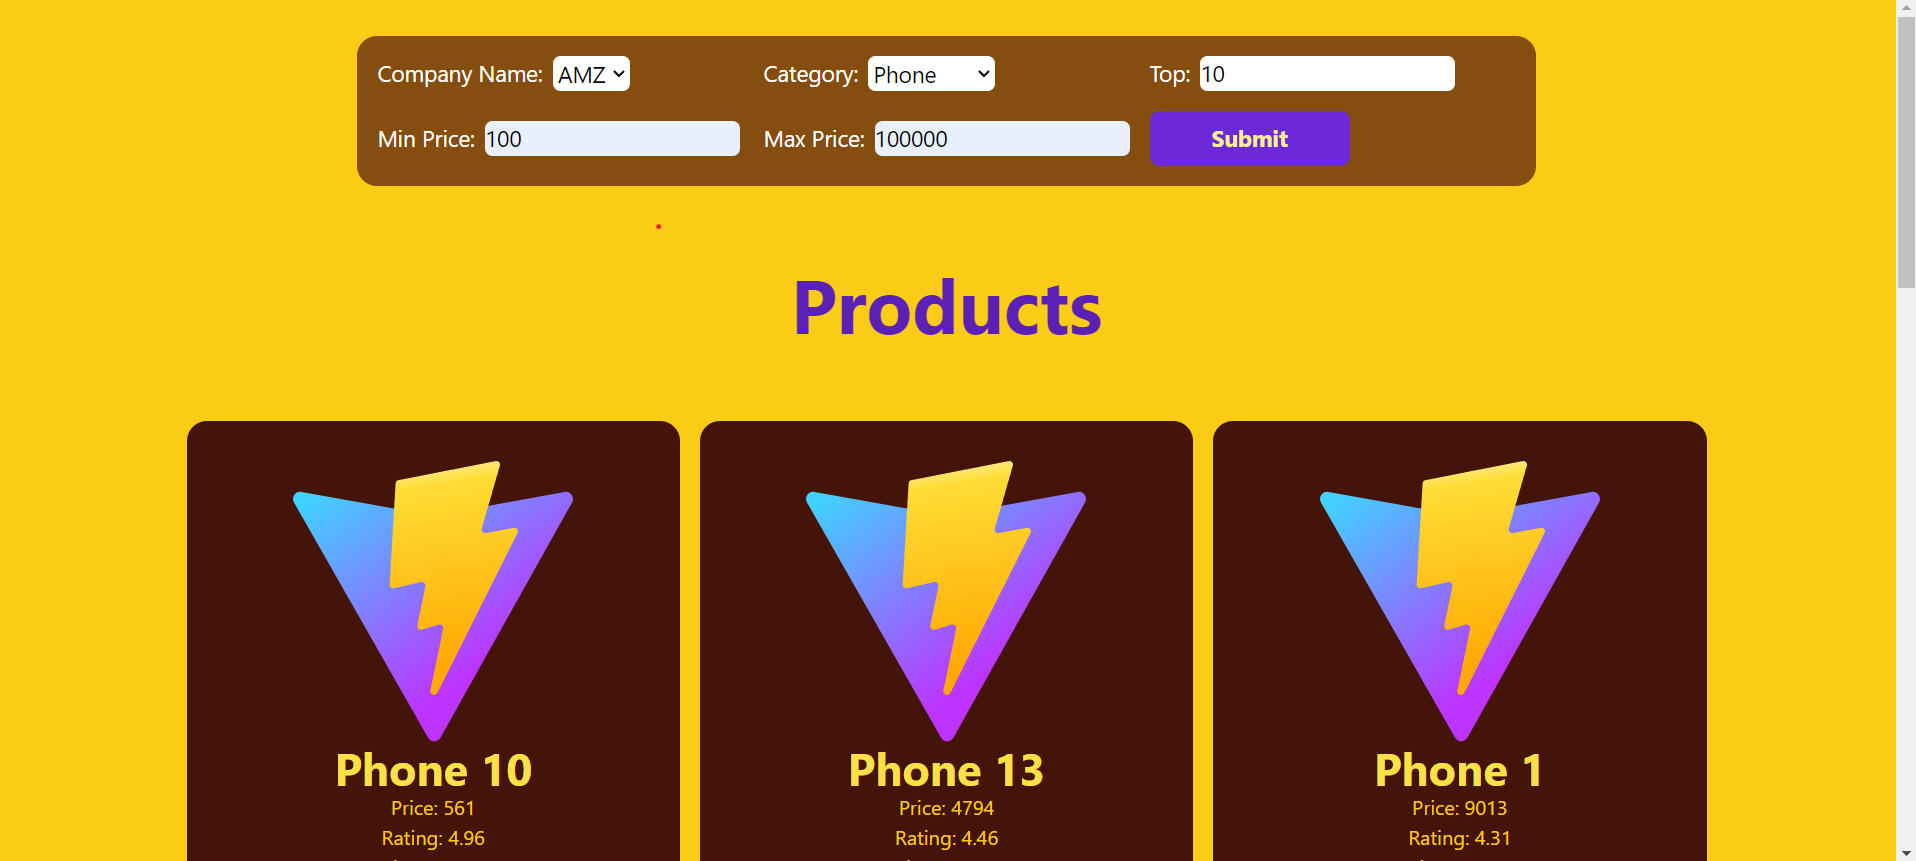 Company Name: AMZ Category: Phone Top: 10
Min Price: 100 Max Price: 100000 Submit
Products
Phone 10 Phone 13 Phone 1
Price: 561 Price: 4794 Price: 9013
Rating: 4.96 Rating: 4.46 Rating: 4.31